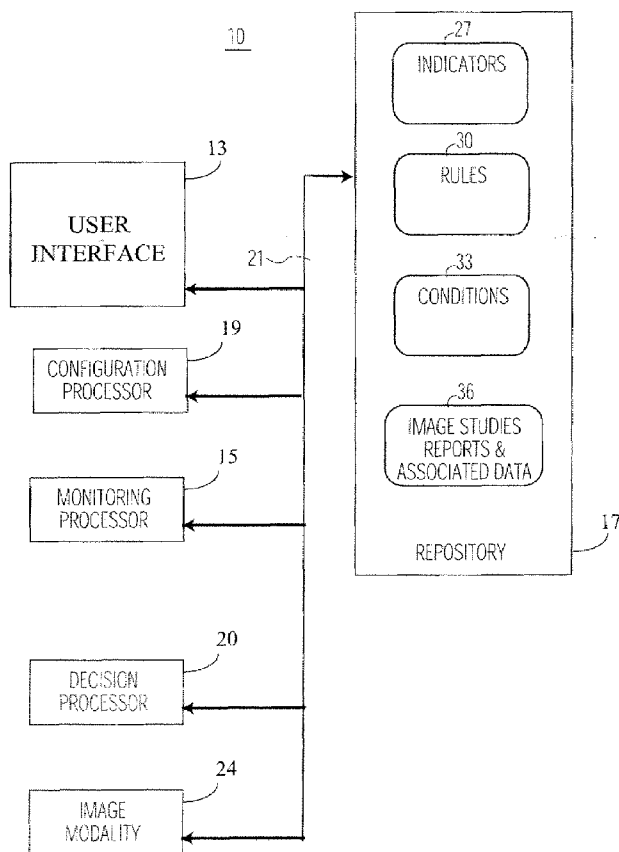 10
13
USER
INTERFACE
19
CONFIGURATION
PROCESSOR
15
MONITORING
PROCESSOR
20
DECISION
PROCESSOR
24
IMAGE
MODALITY
21
27
INDICATORS
30
RULES
33
CONDITIONS
36
IMAGE STUDIES
REPORTS &
ASSOCIATED DATA
REPOSITORY
17